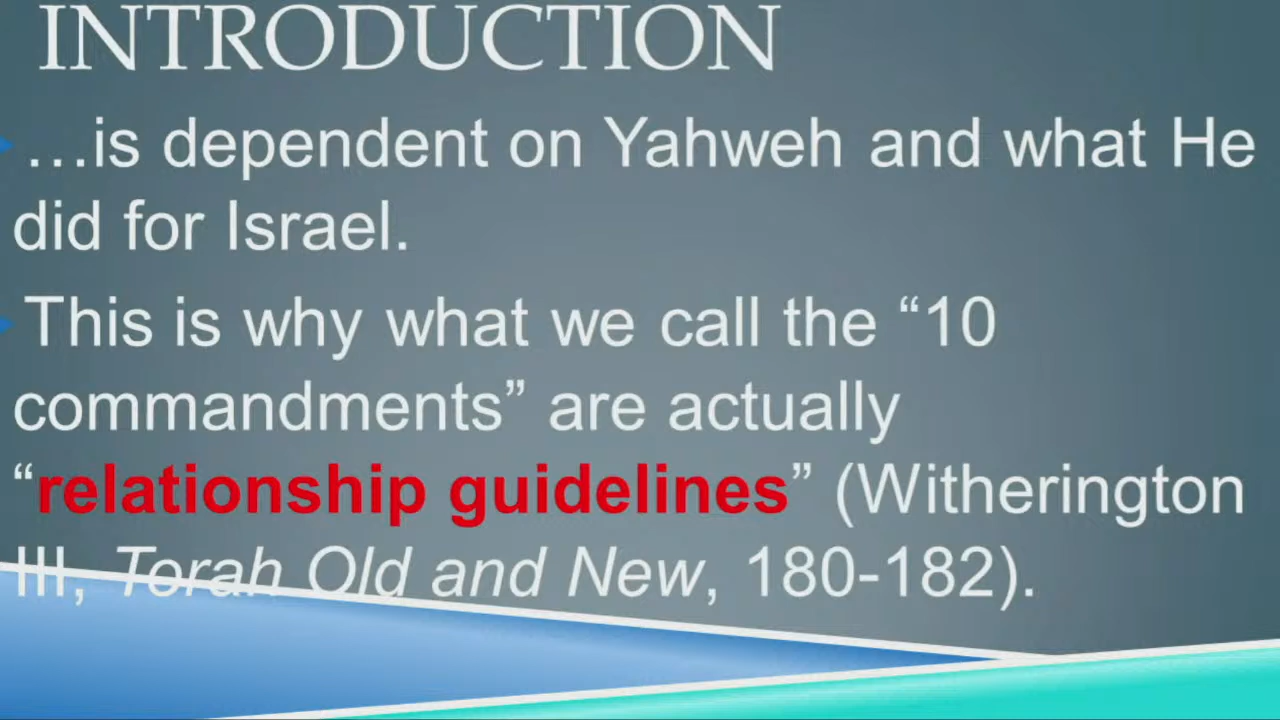 INTRODUCTION
…is dependent on Yahweh and what He
did for Israel.
This is why what we call the “10
commandments” are actually
“relationship guidelines” (Witherington
III, Torah Old and New, 180-182).